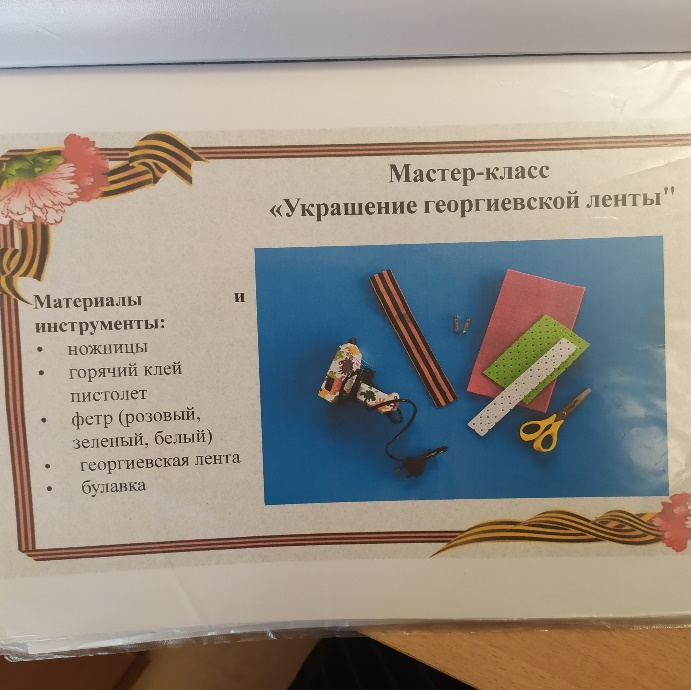 Мастер-класс
«Украшение георгиевской ленты"
Материалы и
инструменты:
• ножницы
• горячий клей
пистолет
• фетр (розовый,
зеленый, белый)
• георгиевская лента
• булавка